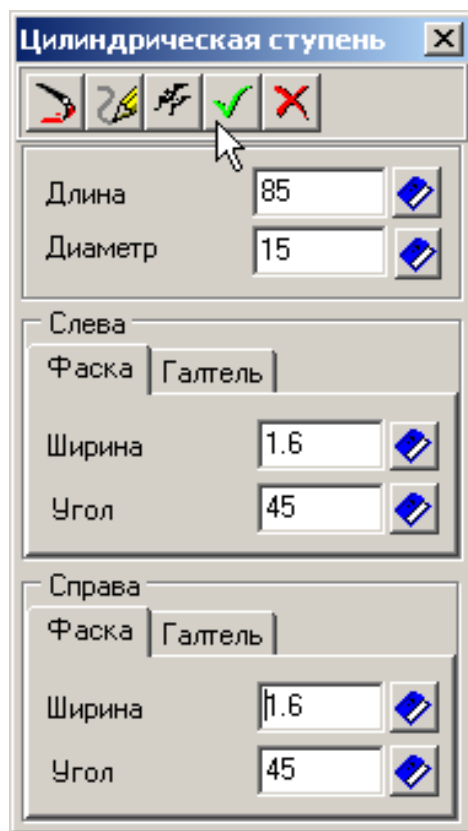 Цилиндрическая ступень
Длина 85
Диаметр 15
Слева
Фаска Галтель
Ширина 1.6
Угол 45
Справа
Фаска Галтель
Ширина 1.6
Угол 45